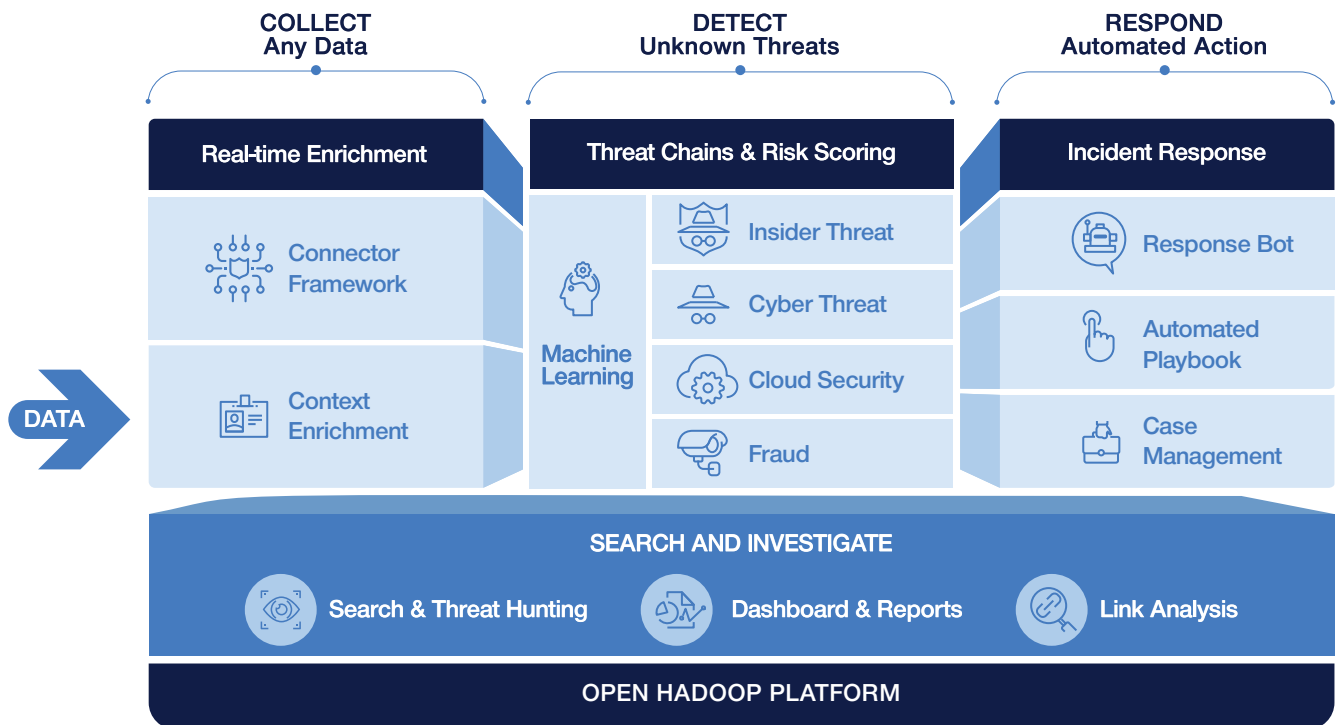 COLLECT
Any Data
DETECT
Unknown Threats
RESPOND
Automated Action
Real-time Enrichment
Threat Chains & Risk Scoring
Incident Response
DATA
Connector
Framework
Context
Enrichment
Machine
Learning
Insider Threat
Cyber Threat
Cloud Security
Fraud
Response Bot
Automated
Playbook
Case
Management
SEARCH AND INVESTIGATE
Search & Threat Hunting
Dashboard & Reports
Link Analysis
OPEN HADOOP PLATFORM